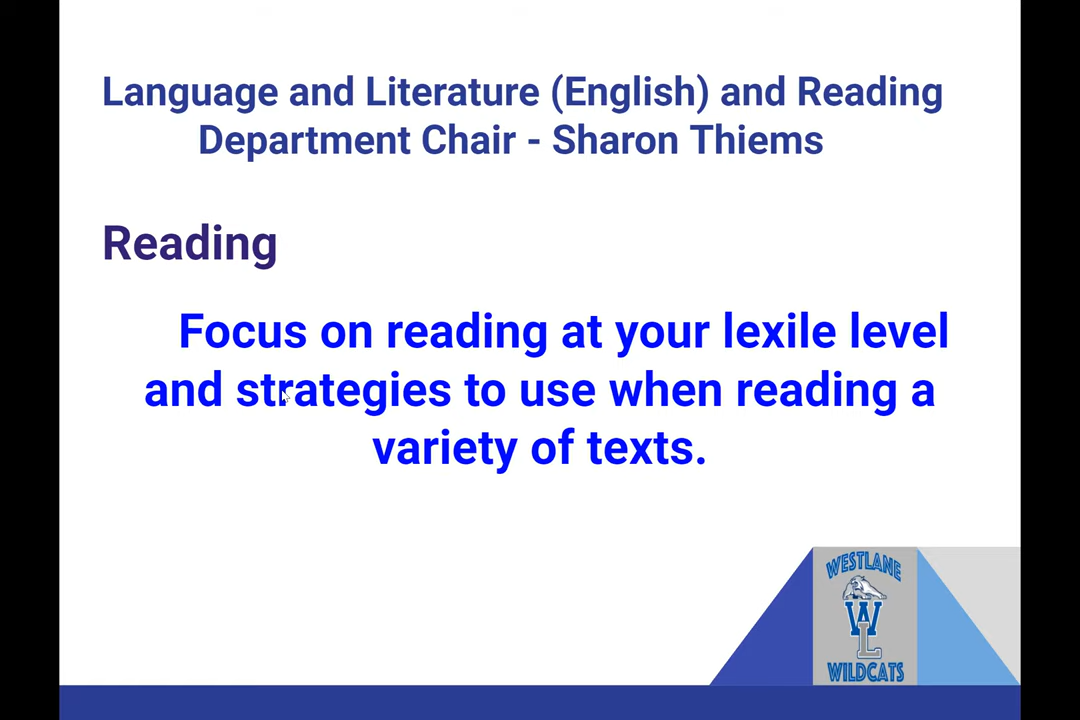 Language and Literature (English) and Reading
Department Chair - Sharon Thiems
Reading
Focus on reading at your lexile level
and strategies to use when reading a
variety of texts.
WESTLANE
WL
WILDCATS